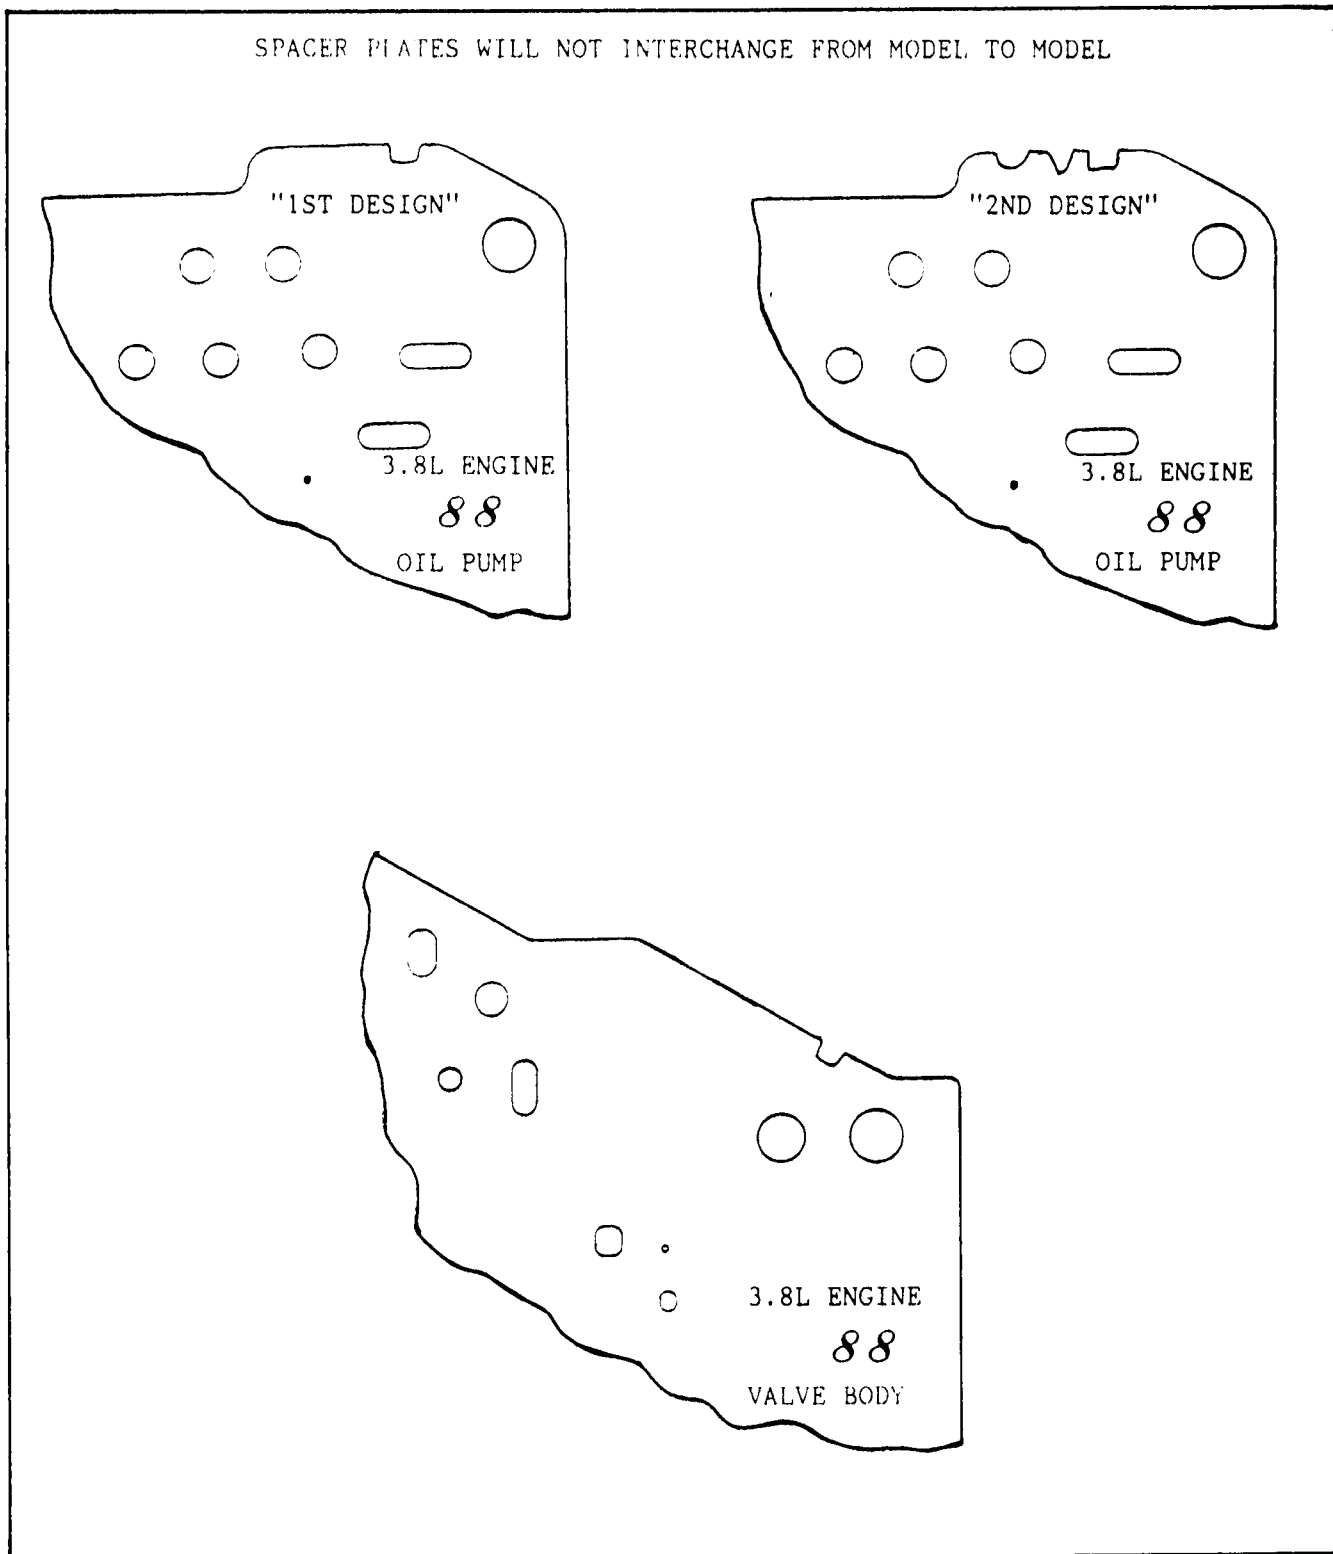 SPACER PLATES WILL NOT INTERCHANGE FROM MODEL TO MODEL
"1ST DESIGN"
3.8L ENGINE
88
OIL PUMP
"2ND DESIGN"
3.8L ENGINE
88
OIL PUMP
3.8L ENGINE
88
VALVE BODY